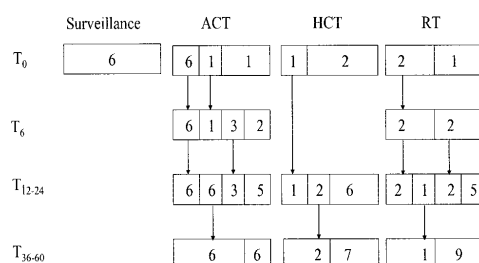 Surveillance ACT HCT RT
T0 6 6 1 1 1 2 2 1
T6 6 1 3 2 2 2
T12-24 6 6 3 5 1 2 6 2 1 2 5
T36-60 6 6 2 7 1 9